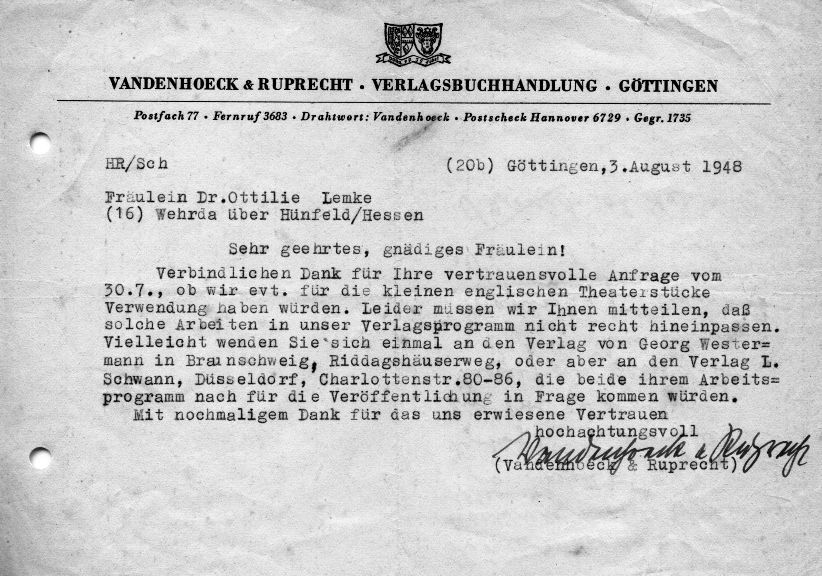 VANDENHOECK & RUPRECHT · VERLAGSBUCHHANDLUNG · GÖTTINGEN
Postfach 77 · Fernruf 3683 · Drahtwort: Vandenhoeck · Postscheck Hannover 6729 · Gegr. 1735
HR/Sch (20b) Göttingen,3.August 1948
Fräulein Dr.Ottilie Lemke
(16) Wehrda über Hünfeld/Hessen
Sehr geehrtes, gnädiges Fräulein!
Verbindlichen Dank für Ihre vertrauensvolle Anfrage vom
30.7., ob wir evt. für die kleinen englischen Theaterstücke
Verwendung haben würden. Leider müssen wir Ihnen mitteilen, daß
solche Arbeiten in unser Verlagsprogramm nicht recht hineinpassen.
Vielleicht wenden Sie sich einmal an den Verlag von Georg Wester=
mann in Braunschweig, Riddagshäuserweg, oder aber an den Verlag L.
Schwann, Düsseldorf, Charlottenstr.80-86, die beide ihrem Arbeits=
programm nach für die Veröffentlichung in Frage kommen würden.
Mit nochmaligem Dank für das uns erwiesene Vertrauen
hochachtungsvoll
Vandenhoeck & Ruprecht
(Vandenhoeck & Ruprecht)